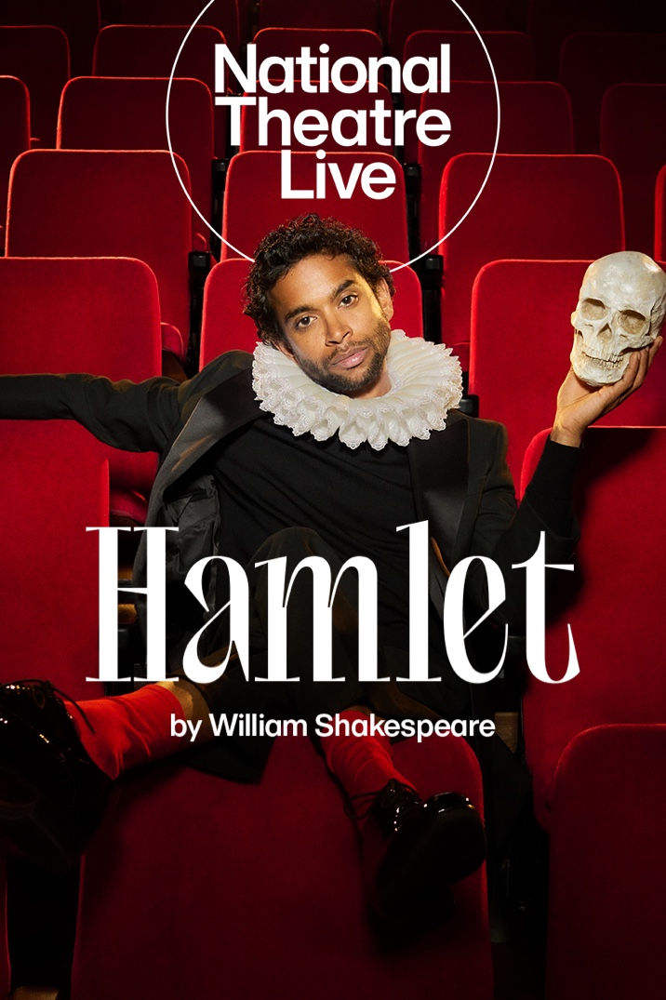 National
Theatre
Live
Hamlet
by William Shakespeare